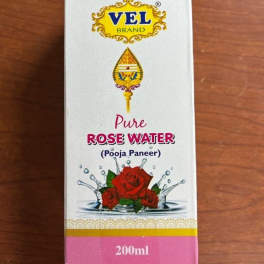 VEL
®
BRAND
Pure
ROSE WATER
(Pooja Paneer)
200ml